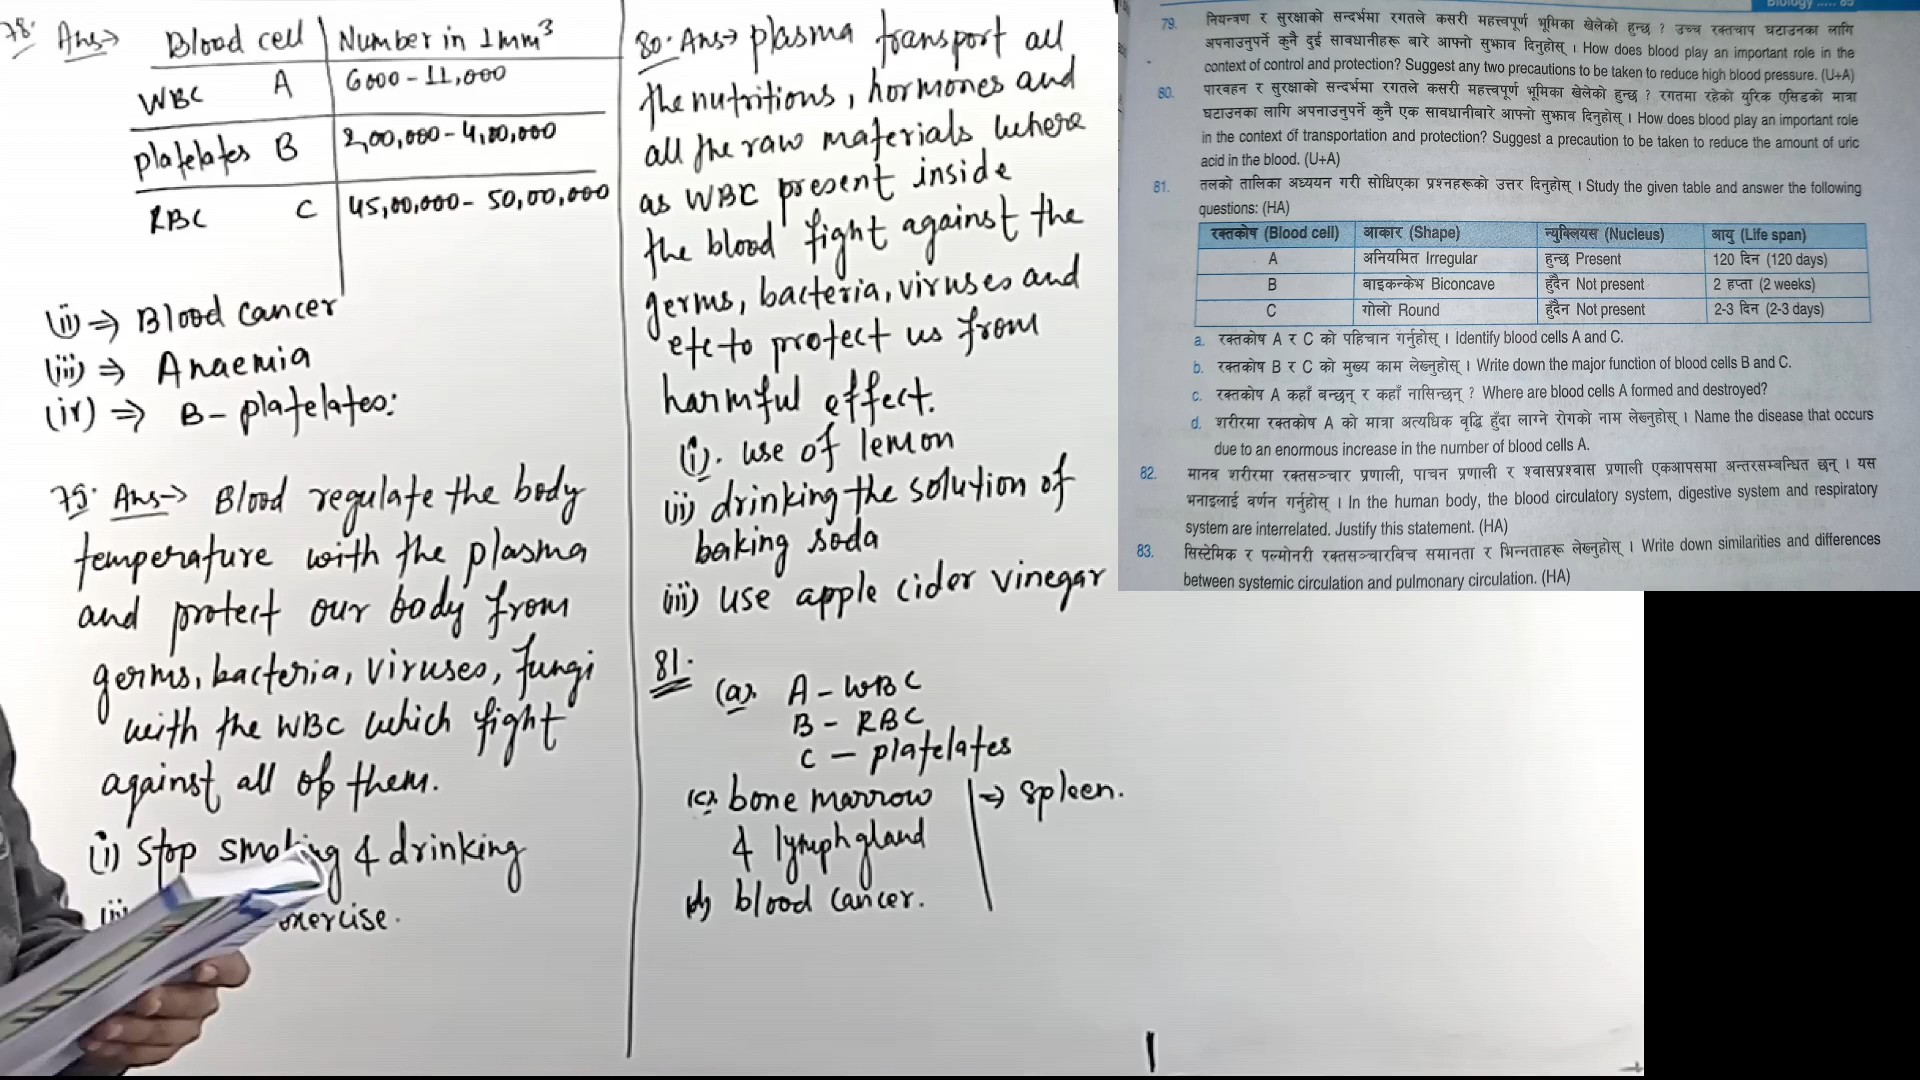 78. Ans→
Blood cell Number in 1mm³
WBC A 6000-11,000
platelates B 2,00,000-4,00,000
RBC C 45,00,000-50,00,000
(ii) ⇒ Blood cancer
(iii) ⇒ Anaemia
(iv) ⇒ B-platelates:
79. Ans-> Blood regulate the body
temperature with the plasma
and protect our body from
germs, bacteria, viruses, fungi
with the WBC which fight
against all of them.
(i) Stop smoking & drinking
exercise.
80. Ans→ plasma transport all
the nutritions, hormones and
all the raw materials where
as WBC present inside
the blood fight against the
germs, bacteria, viruses and
etc to protect us from
harmful effect.
(i). use of lemon
ii) drinking the solution of
baking soda
iii) use apple cider vinegar
81.
(a). A - WBC
B - RBC
C - platelates
(c) bone marrow ⇒ spleen.
& lymph gland
d) blood cancer.
Biology ..... 85
79. नियन्त्रण र सुरक्षाको सन्दर्भमा रगतले कसरी महत्त्वपूर्ण भूमिका खेलेको हुन्छ ? उच्च रक्तचाप घटाउनका लागि
अपनाउनुपर्ने कुनै दुई सावधानीहरू बारे आफ्नो सुझाव दिनुहोस् । How does blood play an important role in the
context of control and protection? Suggest any two precautions to be taken to reduce high blood pressure. (U+A)
80. पारवहन र सुरक्षाको सन्दर्भमा रगतले कसरी महत्त्वपूर्ण भूमिका खेलेको हुन्छ ? रगतमा रहेको युरिक एसिडको मात्रा
घटाउनका लागि अपनाउनुपर्ने कुनै एक सावधानीबारे आफ्नो सुझाव दिनुहोस् । How does blood play an important role
in the context of transportation and protection? Suggest a precaution to be taken to reduce the amount of uric
acid in the blood. (U+A)
81. तलको तालिका अध्ययन गरी सोधिएका प्रश्नहरूको उत्तर दिनुहोस् । Study the given table and answer the following
questions: (HA)
रक्तकोष (Blood cell) आकार (Shape) न्युक्लियस (Nucleus) आयु (Life span)
A अनियमित Irregular हुन्छ Present 120 दिन (120 days)
B बाइकन्केभ Biconcave हुँदैन Not present 2 हप्ता (2 weeks)
C गोलो Round हुँदैन Not present 2-3 दिन (2-3 days)
a. रक्तकोष A र C को पहिचान गर्नुहोस् । Identify blood cells A and C.
b. रक्तकोष B र C को मुख्य काम लेख्नुहोस् । Write down the major function of blood cells B and C.
c. रक्तकोष A कहाँ बन्छन् र कहाँ नासिन्छन् ? Where are blood cells A formed and destroyed?
d. शरीरमा रक्तकोष A को मात्रा अत्यधिक वृद्धि हुँदा लाग्ने रोगको नाम लेख्नुहोस् । Name the disease that occurs
due to an enormous increase in the number of blood cells A.
82. मानव शरीरमा रक्तसञ्चार प्रणाली, पाचन प्रणाली र श्वासप्रश्वास प्रणाली एकआपसमा अन्तरसम्बन्धित छन् । यस
भनाइलाई वर्णन गर्नुहोस् । In the human body, the blood circulatory system, digestive system and respiratory
system are interrelated. Justify this statement. (HA)
83. सिस्टेमिक र पल्मोनरी रक्तसञ्चारबिच समानता र भिन्नताहरू लेख्नुहोस् । Write down similarities and differences
between systemic circulation and pulmonary circulation. (HA)